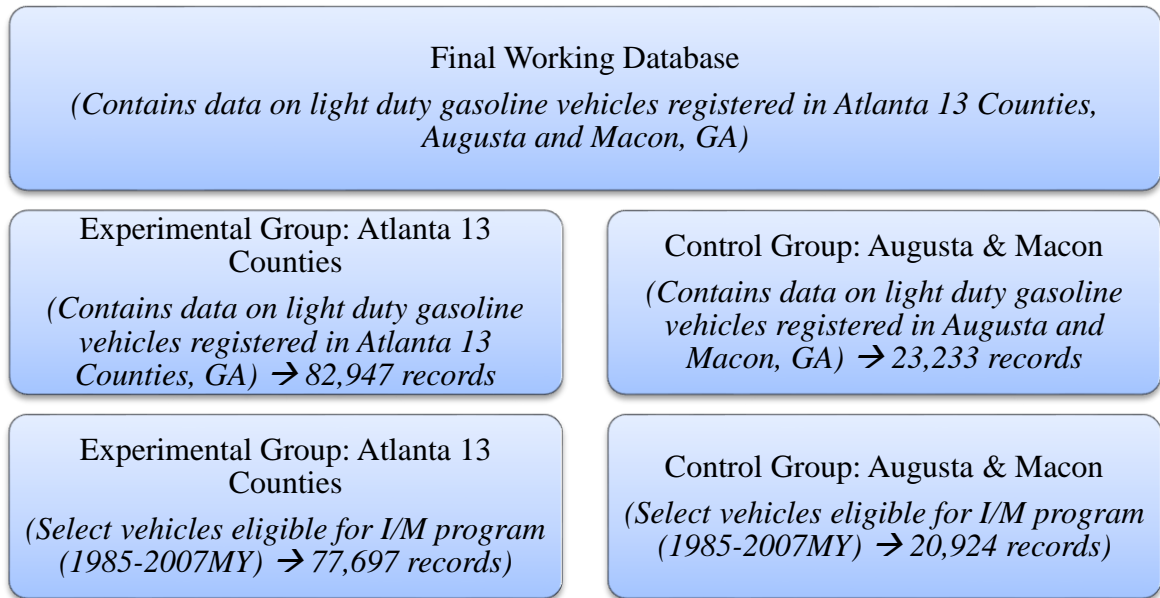 Final Working Database
(Contains data on light duty gasoline vehicles registered in Atlanta 13 Counties,
Augusta and Macon, GA)
Experimental Group: Atlanta 13
Counties
(Contains data on light duty gasoline
vehicles registered in Atlanta 13
Counties, GA) → 82,947 records
Control Group: Augusta & Macon
(Contains data on light duty gasoline
vehicles registered in Augusta and
Macon, GA) → 23,233 records
Experimental Group: Atlanta 13
Counties
(Select vehicles eligible for I/M program
(1985-2007MY) → 77,697 records)
Control Group: Augusta & Macon
(Select vehicles eligible for I/M program
(1985-2007MY) → 20,924 records)